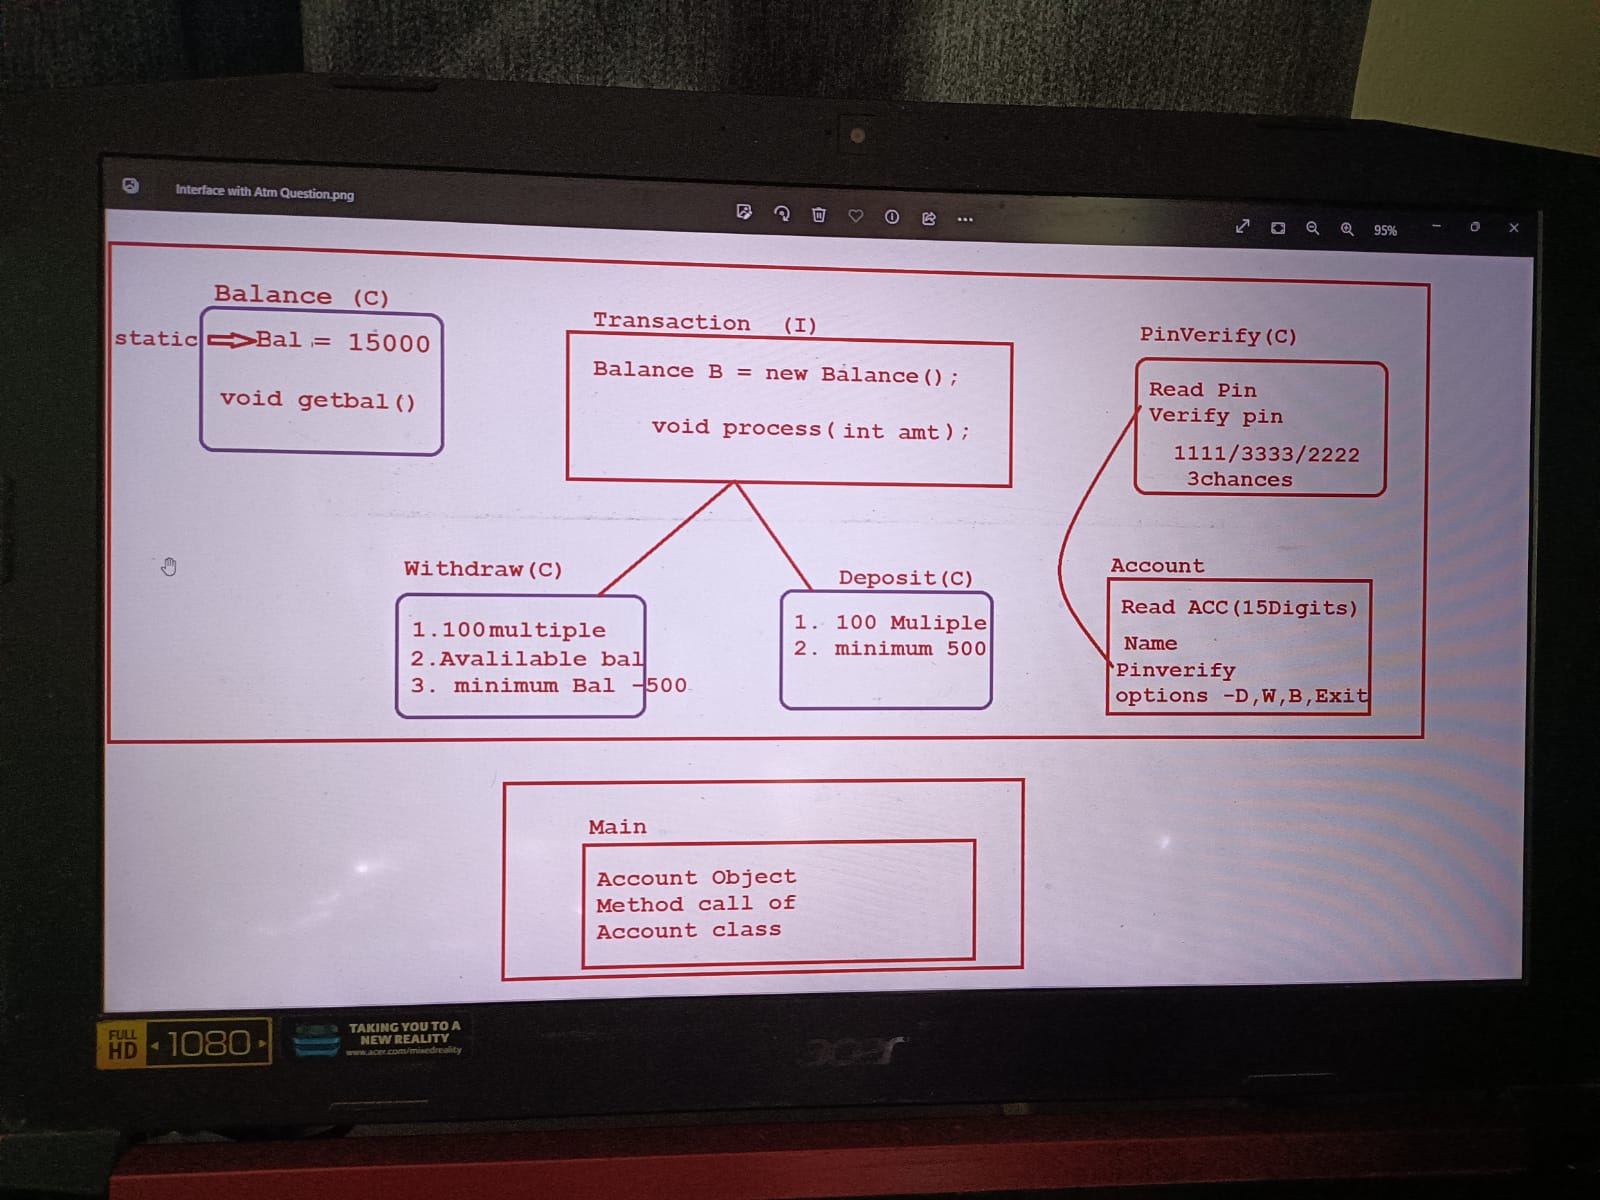 Interface with Atm Question.png
95%
Balance (C)
static
Bal = 15000
void getbal()
Transaction (I)
Balance B = new Balance();
void process(int amt);
PinVerify(C)
Read Pin
Verify pin
1111/3333/2222
3chances
Withdraw(C)
1.100multiple
2.Avalilable bal
3. minimum Bal -500
Deposit(C)
1. 100 Muliple
2. minimum 500
Account
Read ACC(15Digits)
Name
Pinverify
options -D,W,B,Exit
Main
Account Object
Method call of
Account class
FULL HD 1080
TAKING YOU TO A
NEW REALITY
www.acer.com/mixedreality
acer